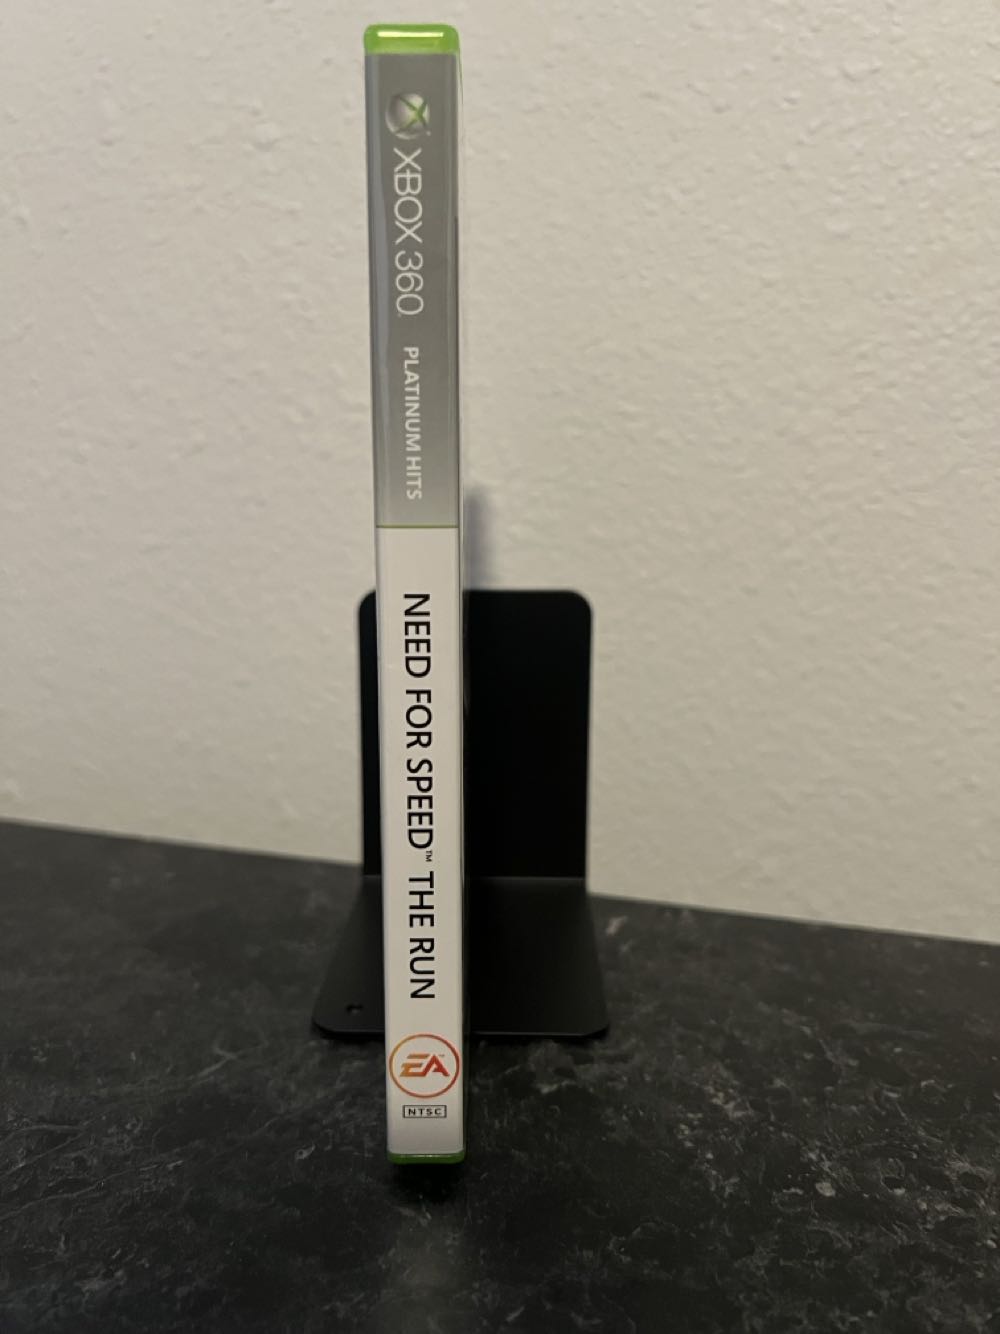 XBOX 360
PLATINUM HITS
NEED FOR SPEED™ THE RUN
EA
NTSC